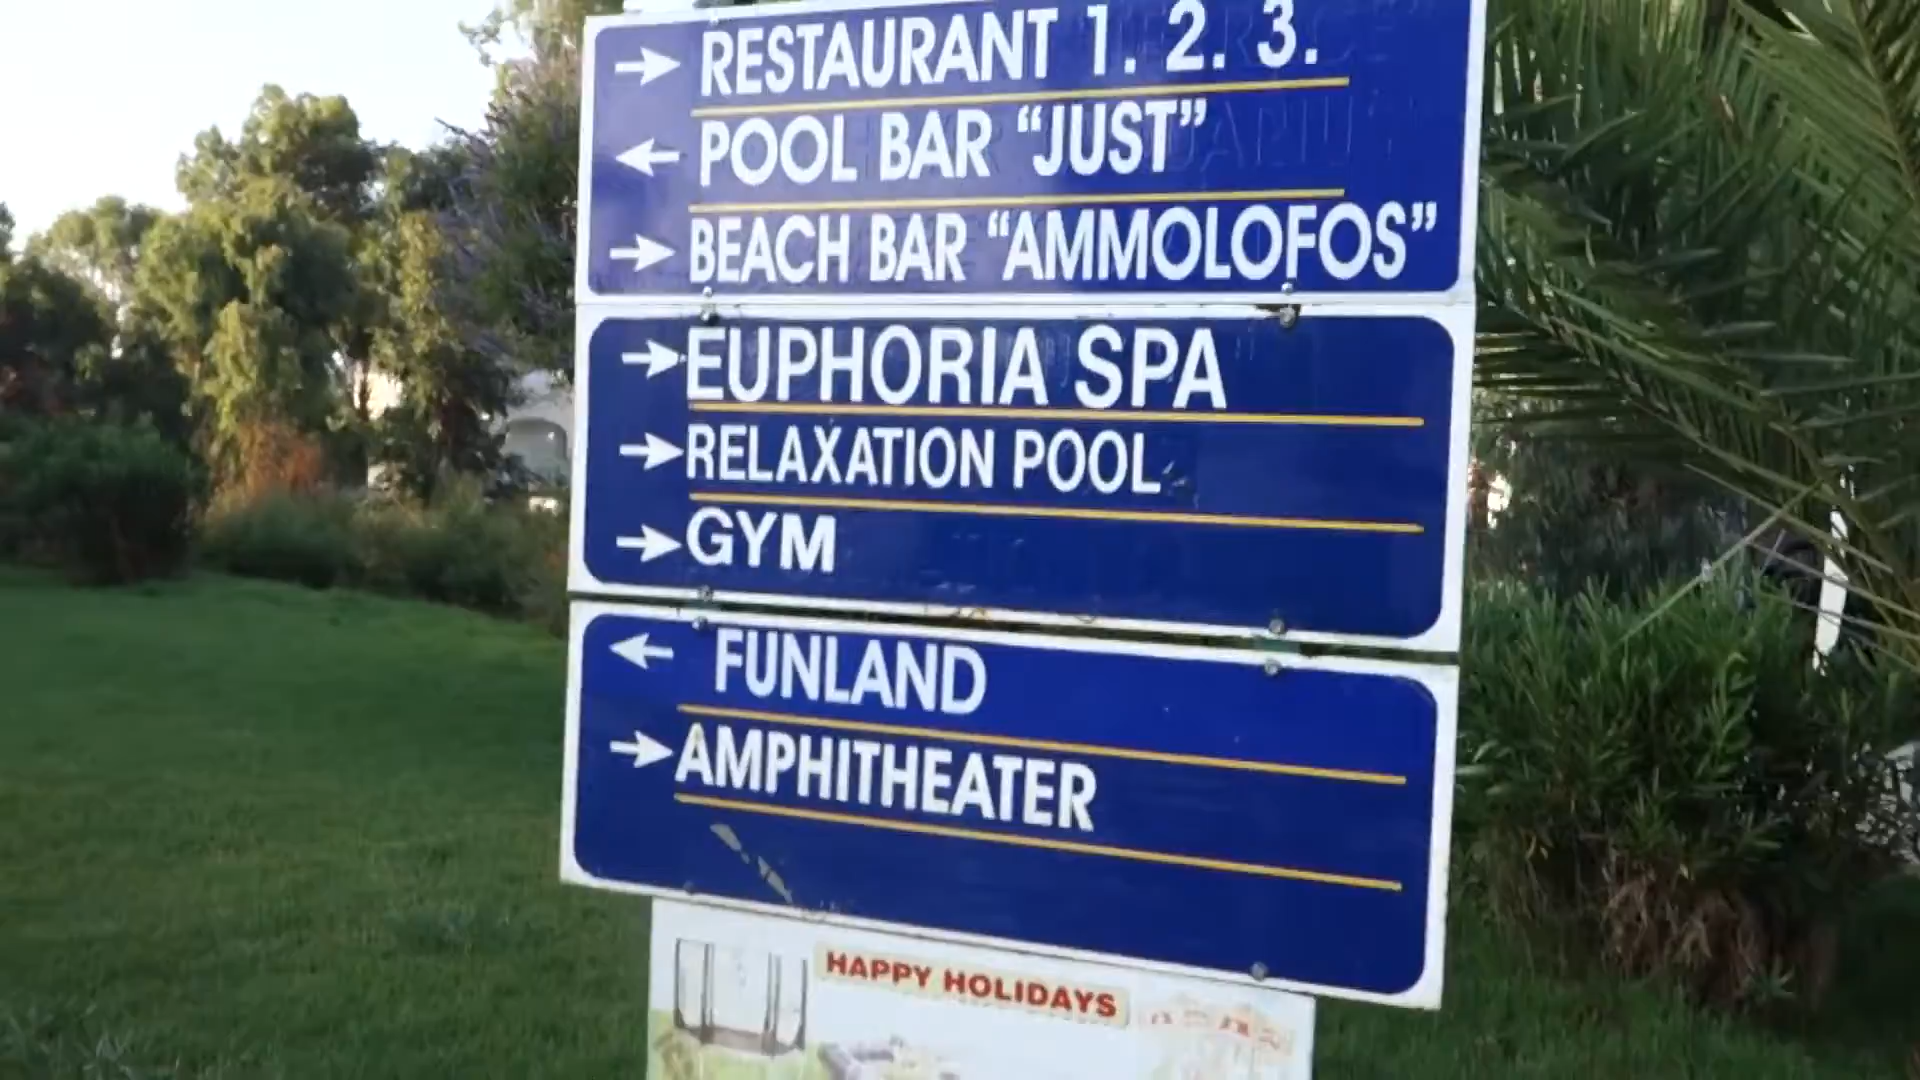 RESTAURANT 1. 2. 3.
POOL BAR “JUST”
BEACH BAR “AMMOLOFOS”
EUPHORIA SPA
RELAXATION POOL
GYM
FUNLAND
AMPHITHEATER
HAPPY HOLIDAYS